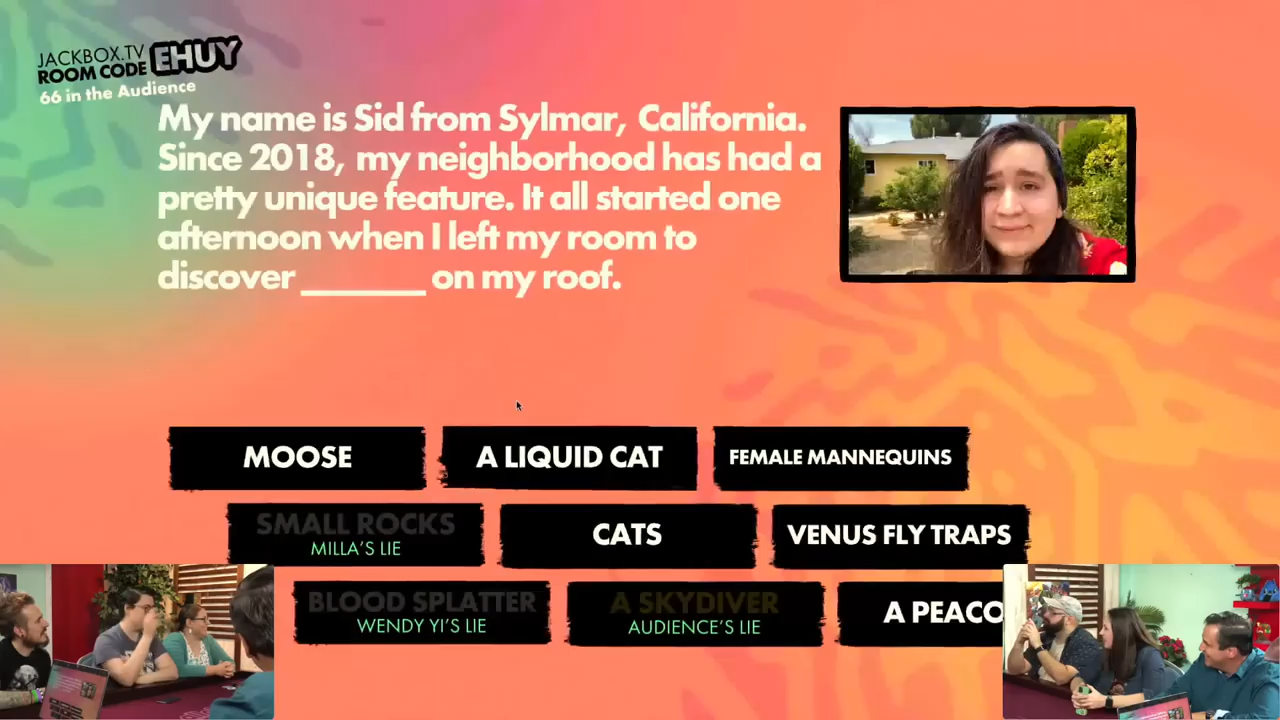 JACKBOX.TV
ROOM CODE EHUY
66 in the Audience
My name is Sid from Sylmar, California.
Since 2018, my neighborhood has had a
pretty unique feature. It all started one
afternoon when I left my room to
discover ______ on my roof.
MOOSE
A LIQUID CAT
FEMALE MANNEQUINS
SMALL ROCKS
MILLA'S LIE
CATS
VENUS FLY TRAPS
BLOOD SPLATTER
WENDY YI'S LIE
A SKYDIVER
AUDIENCE'S LIE
A PEACO